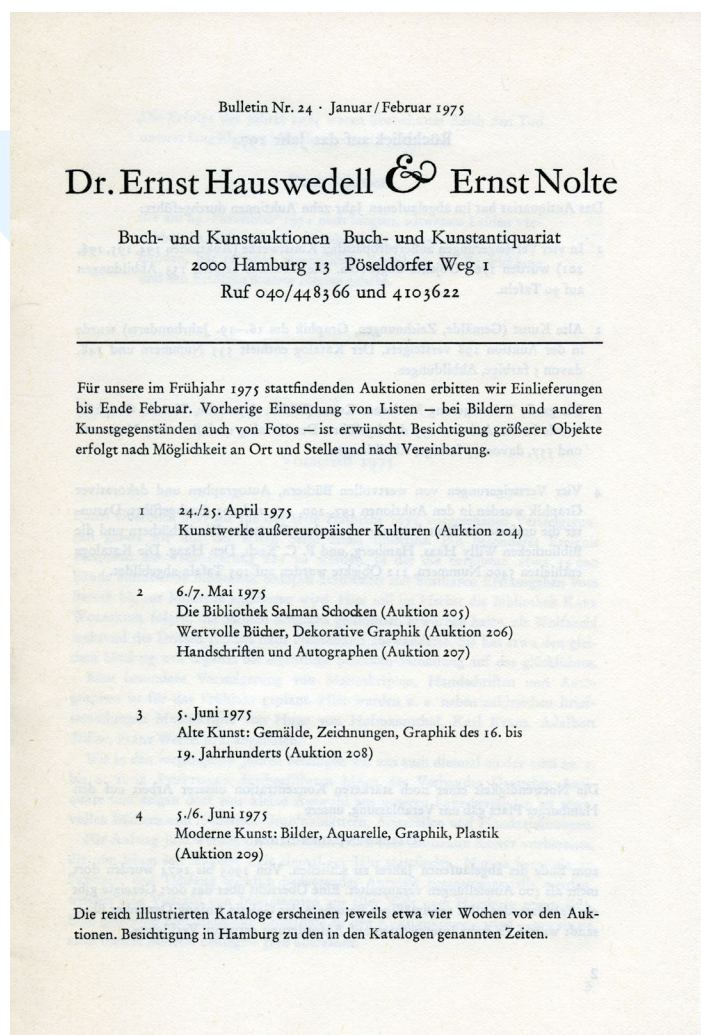 Bulletin Nr. 24 · Januar/Februar 1975
Dr. Ernst Hauswedell & Ernst Nolte
Buch- und Kunstauktionen Buch- und Kunstantiquariat
2000 Hamburg 13 Pöseldorfer Weg 1
Ruf 040/448366 und 4103622
Für unsere im Frühjahr 1975 stattfindenden Auktionen erbitten wir Einlieferungen
bis Ende Februar. Vorherige Einsendung von Listen — bei Bildern und anderen
Kunstgegenständen auch von Fotos — ist erwünscht. Besichtigung größerer Objekte
erfolgt nach Möglichkeit an Ort und Stelle und nach Vereinbarung.
1 24./25. April 1975
Kunstwerke außereuropäischer Kulturen (Auktion 204)
2 6./7. Mai 1975
Die Bibliothek Salman Schocken (Auktion 205)
Wertvolle Bücher, Dekorative Graphik (Auktion 206)
Handschriften und Autographen (Auktion 207)
3 5. Juni 1975
Alte Kunst: Gemälde, Zeichnungen, Graphik des 16. bis
19. Jahrhunderts (Auktion 208)
4 5./6. Juni 1975
Moderne Kunst: Bilder, Aquarelle, Graphik, Plastik
(Auktion 209)
Die reich illustrierten Kataloge erscheinen jeweils etwa vier Wochen vor den Auk-
tionen. Besichtigung in Hamburg zu den in den Katalogen genannten Zeiten.